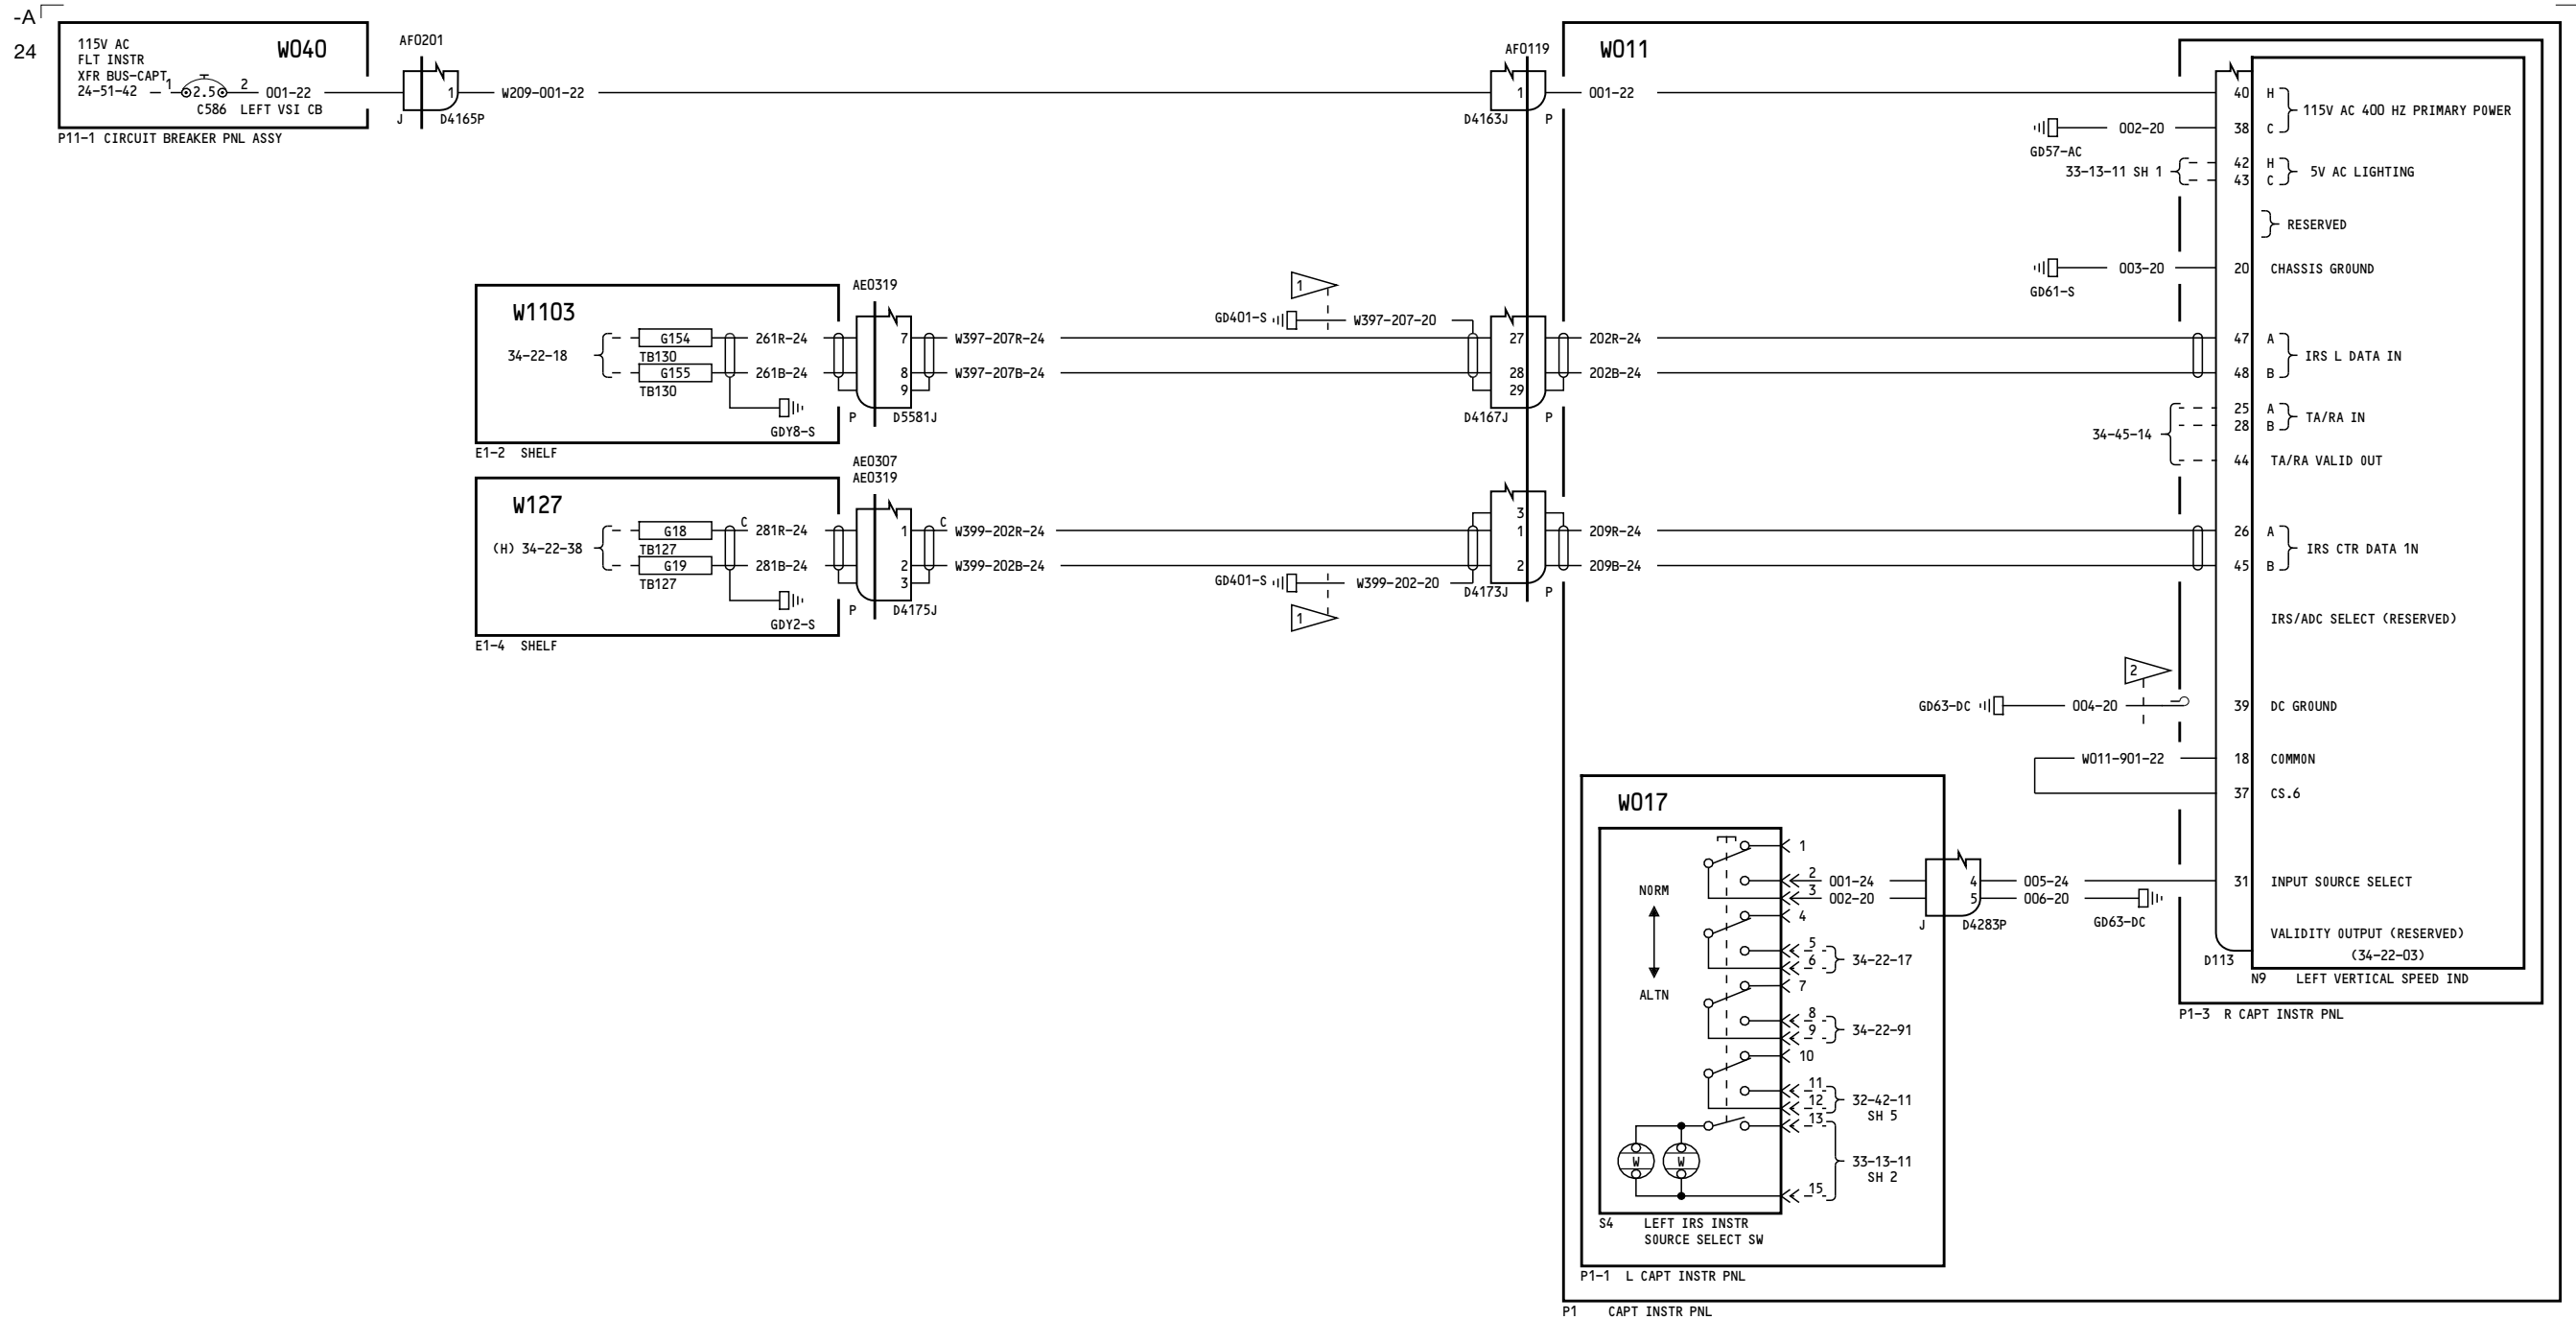 -A
24
115V AC
FLT INSTR
XFR BUS-CAPT
24-51-42
W040
1
2.5
2
001-22
C586 LEFT VSI CB
P11-1 CIRCUIT BREAKER PNL ASSY
AF0201
1
J
D4165P
W209-001-22
AF0119
1
D4163J
P
W011
001-22
40 H
115V AC 400 HZ PRIMARY POWER
002-20
38 C
GD57-AC
42 H
33-13-11 SH 1
5V AC LIGHTING
43 C
RESERVED
003-20
20 CHASSIS GROUND
GD61-S
W1103
34-22-18
G154
TB130
G155
TB130
261R-24
261B-24
GDY8-S
E1-2 SHELF
AE0319
7
8
9
P
D5581J
W397-207R-24
W397-207B-24
1
GD401-S
W397-207-20
27
28
29
D4167J
P
202R-24
202B-24
47 A
IRS L DATA IN
48 B
25 A
TA/RA IN
28 B
34-45-14
44 TA/RA VALID OUT
W127
(H) 34-22-38
G18
TB127
G19
TB127
C
281R-24
281B-24
GDY2-S
E1-4 SHELF
AE0307
AE0319
1
2
3
P
D4175J
C
W399-202R-24
W399-202B-24
GD401-S
W399-202-20
1
3
1
2
D4173J
P
209R-24
209B-24
26 A
IRS CTR DATA 1N
45 B
IRS/ADC SELECT (RESERVED)
2
GD63-DC
004-20
39 DC GROUND
W011-901-22
18 COMMON
37 CS.6
W017
NORM
ALTN
1
2
3
4
5
6
7
8
9
10
11
12
13
15
001-24
002-20
34-22-17
34-22-91
32-42-11
SH 5
33-13-11
SH 2
W
W
S4 LEFT IRS INSTR
SOURCE SELECT SW
4
5
J
D4283P
005-24
006-20
GD63-DC
31 INPUT SOURCE SELECT
VALIDITY OUTPUT (RESERVED)
(34-22-03)
D113
N9 LEFT VERTICAL SPEED IND
P1-3 R CAPT INSTR PNL
P1-1 L CAPT INSTR PNL
P1 CAPT INSTR PNL